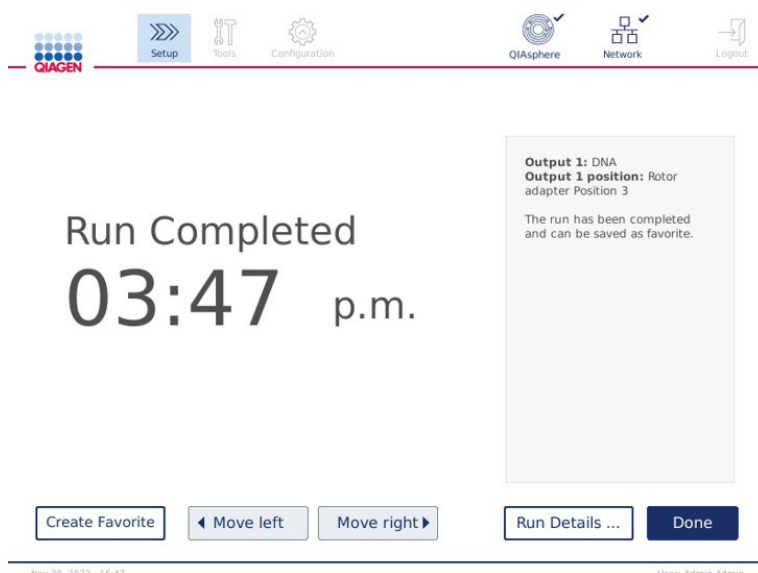 QIAGEN
Setup
Tools
Configuration
QIAsphere
Network
Logout
Run Completed
03:47 p.m.
Output 1: DNA
Output 1 position: Rotor
adapter Position 3
The run has been completed
and can be saved as favorite.
Create Favorite
Move left
Move right
Run Details ...
Done